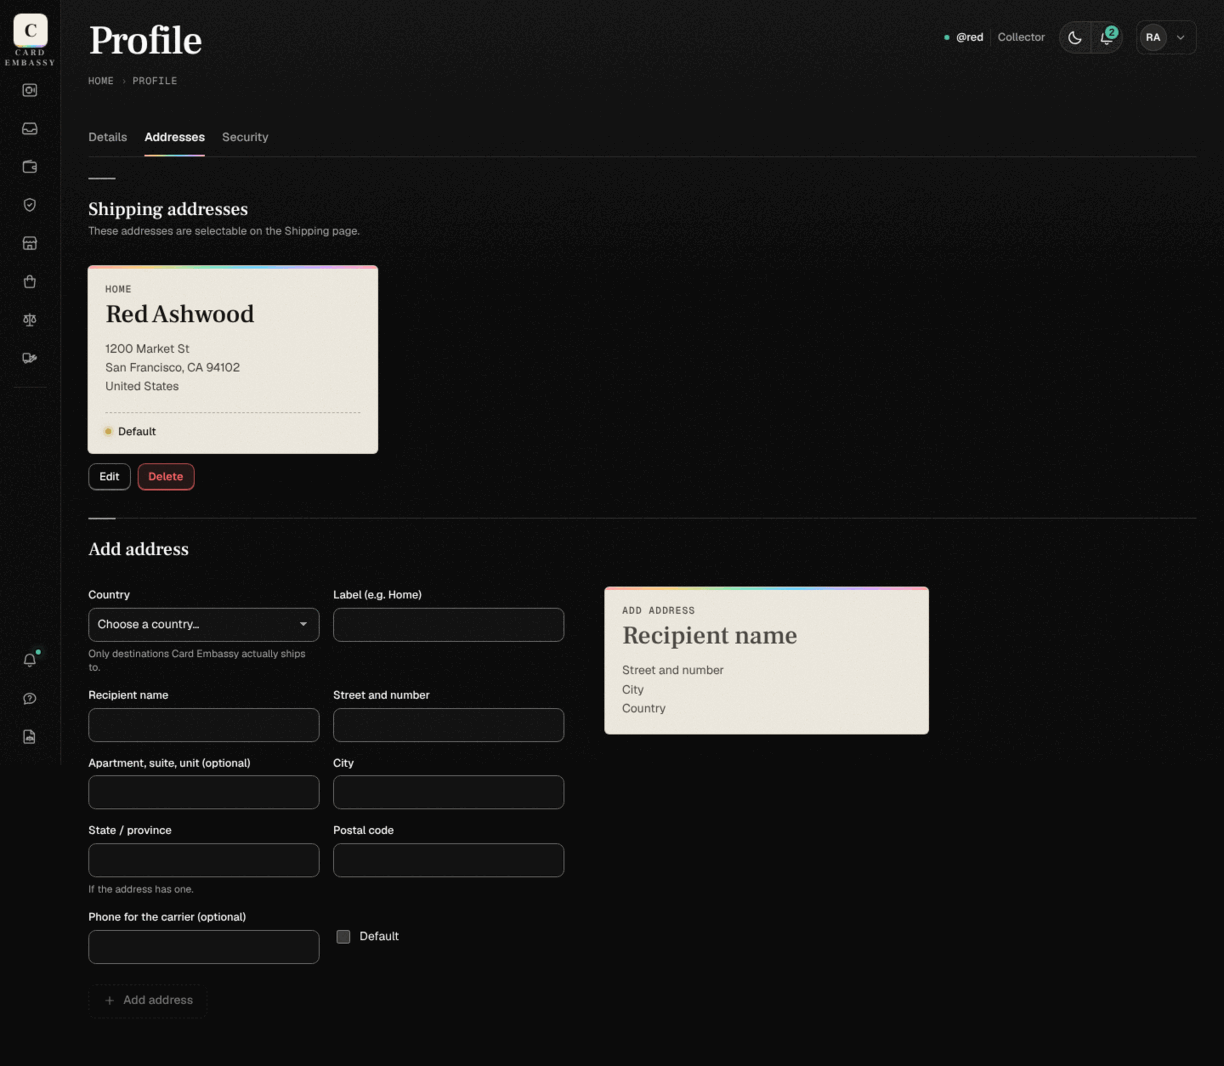 C
CARD
EMBASSY
Profile
@red
Collector
2
RA
HOME › PROFILE
Details
Addresses
Security
Shipping addresses
These addresses are selectable on the Shipping page.
HOME
Red Ashwood
1200 Market St
San Francisco, CA 94102
United States
Default
Edit
Delete
Add address
Country
Label (e.g. Home)
Choose a country…
Only destinations Card Embassy actually ships
to.
Recipient name
Street and number
Apartment, suite, unit (optional)
City
State / province
Postal code
If the address has one.
Phone for the carrier (optional)
Default
+ Add address
ADD ADDRESS
Recipient name
Street and number
City
Country